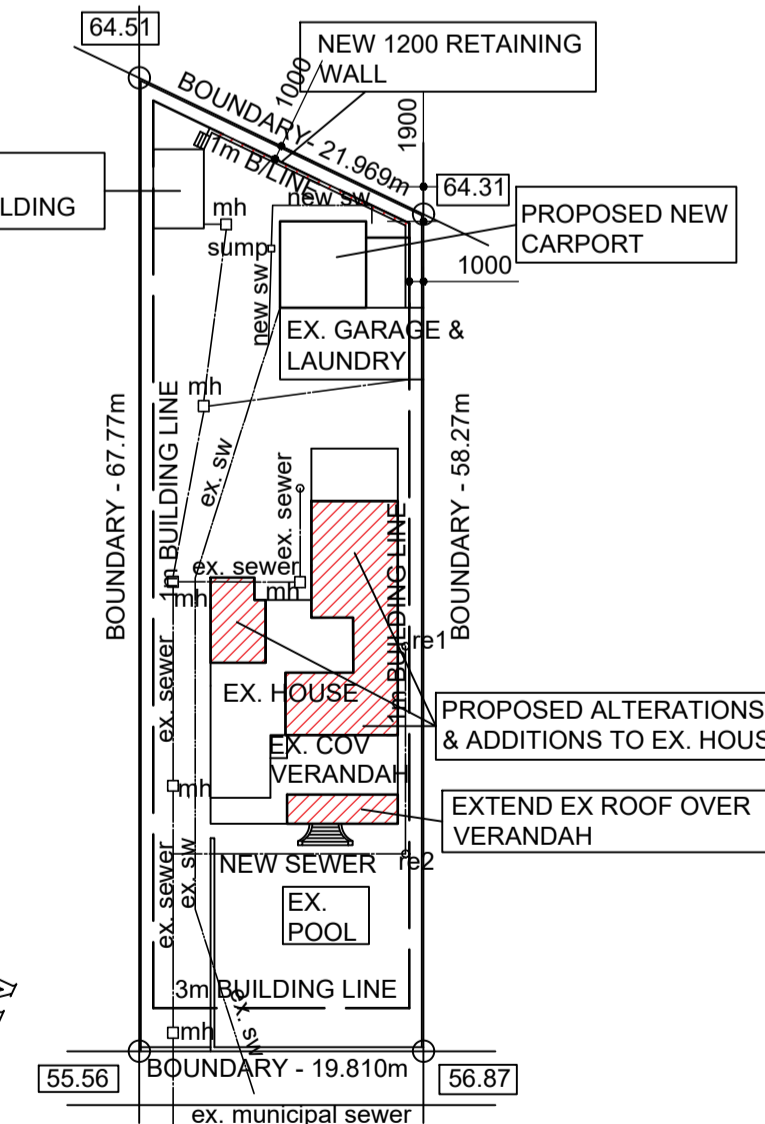 64.51
NEW 1200 RETAINING
WALL
1000
BOUNDARY- 21.969m
1900
1m B/LINE
LDING
mh
new sw
64.31
PROPOSED NEW
CARPORT
sump
1000
new sw
EX. GARAGE &
LAUNDRY
mh
BOUNDARY - 67.77m
1m BUILDING LINE
ex. sw
BOUNDARY - 58.27m
ex. sewer
ex. sewer
mh
mh
1m BUILDING LINE
re1
ex. sewer
EX. HOUSE
PROPOSED ALTERATIONS
& ADDITIONS TO EX. HOUS
EX. COV
VERANDAH
mh
EXTEND EX ROOF OVER
VERANDAH
NEW SEWER
re2
ex. sewer
ex. sw
EX.
POOL
3m BUILDING LINE
ex. sw
mh
55.56
BOUNDARY - 19.810m
56.87
ex. municipal sewer